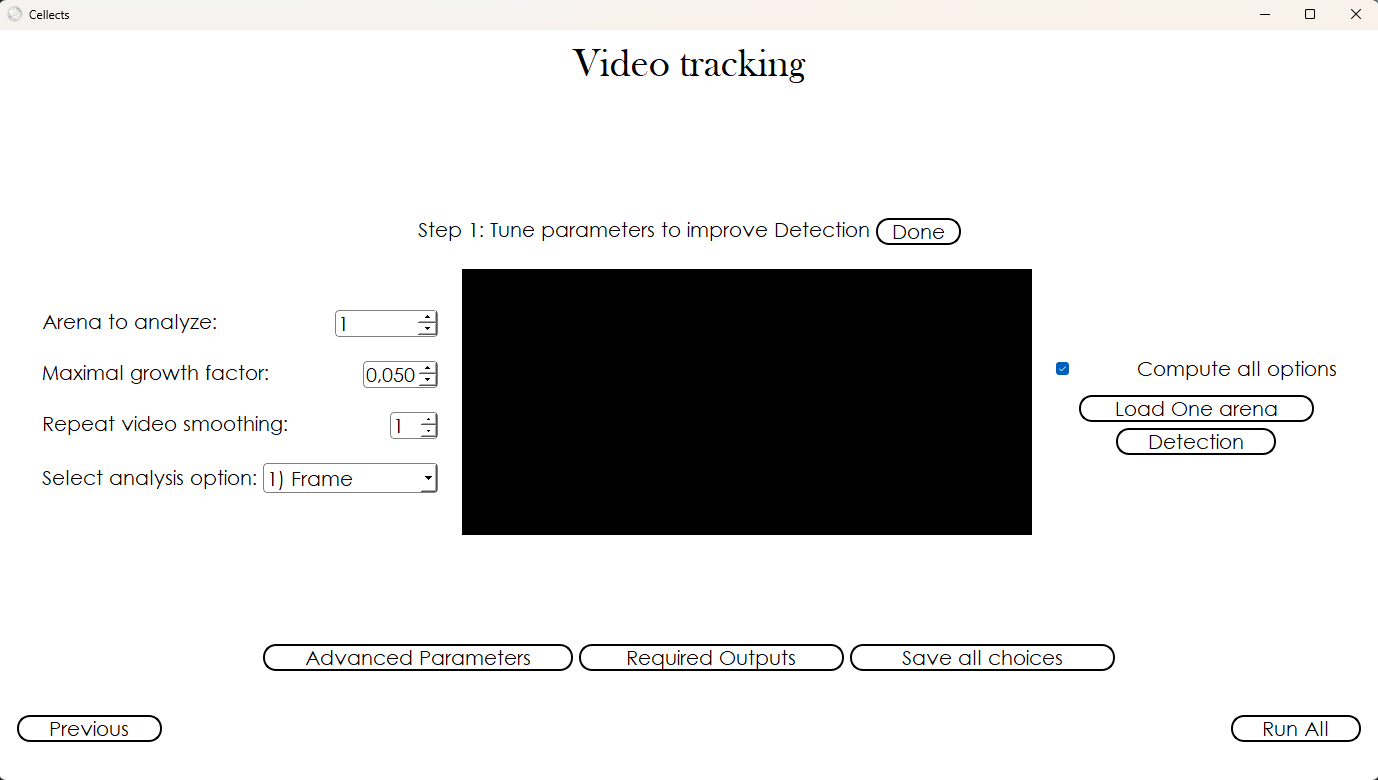 Cellects
Video tracking
Step 1: Tune parameters to improve Detection Done
Arena to analyze: 1
Maximal growth factor: 0,050
Repeat video smoothing: 1
Select analysis option: 1) Frame
Compute all options
Load One arena
Detection
Advanced Parameters Required Outputs Save all choices
Previous Run All